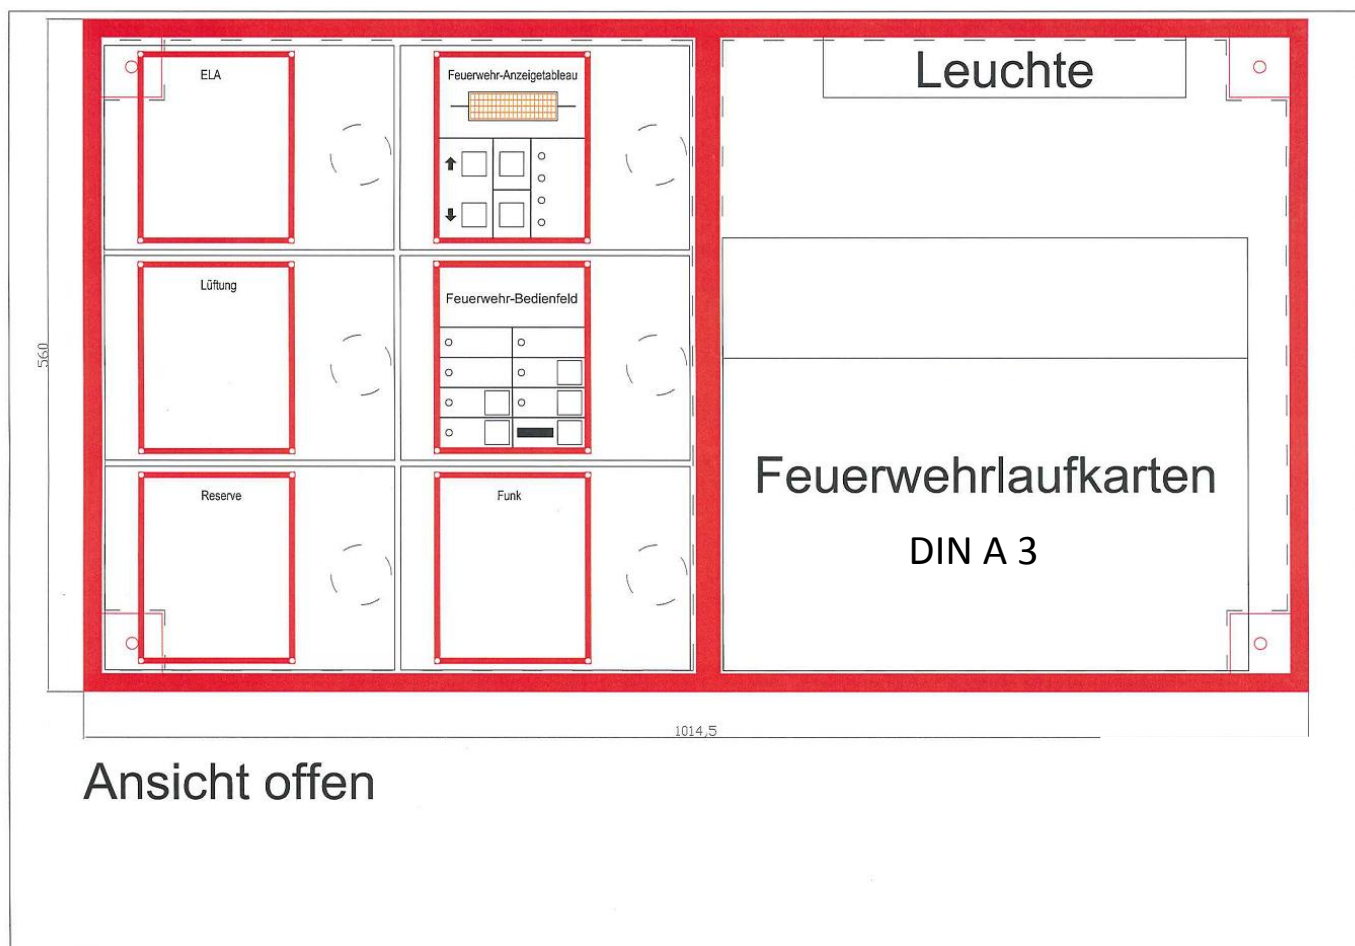 ELA
Feuerwehr-Anzeigetableau
Leuchte
Lüftung
Feuerwehr-Bedienfeld
560
Feuerwehrlaufkarten
DIN A 3
Reserve
Funk
1014,5
Ansicht offen